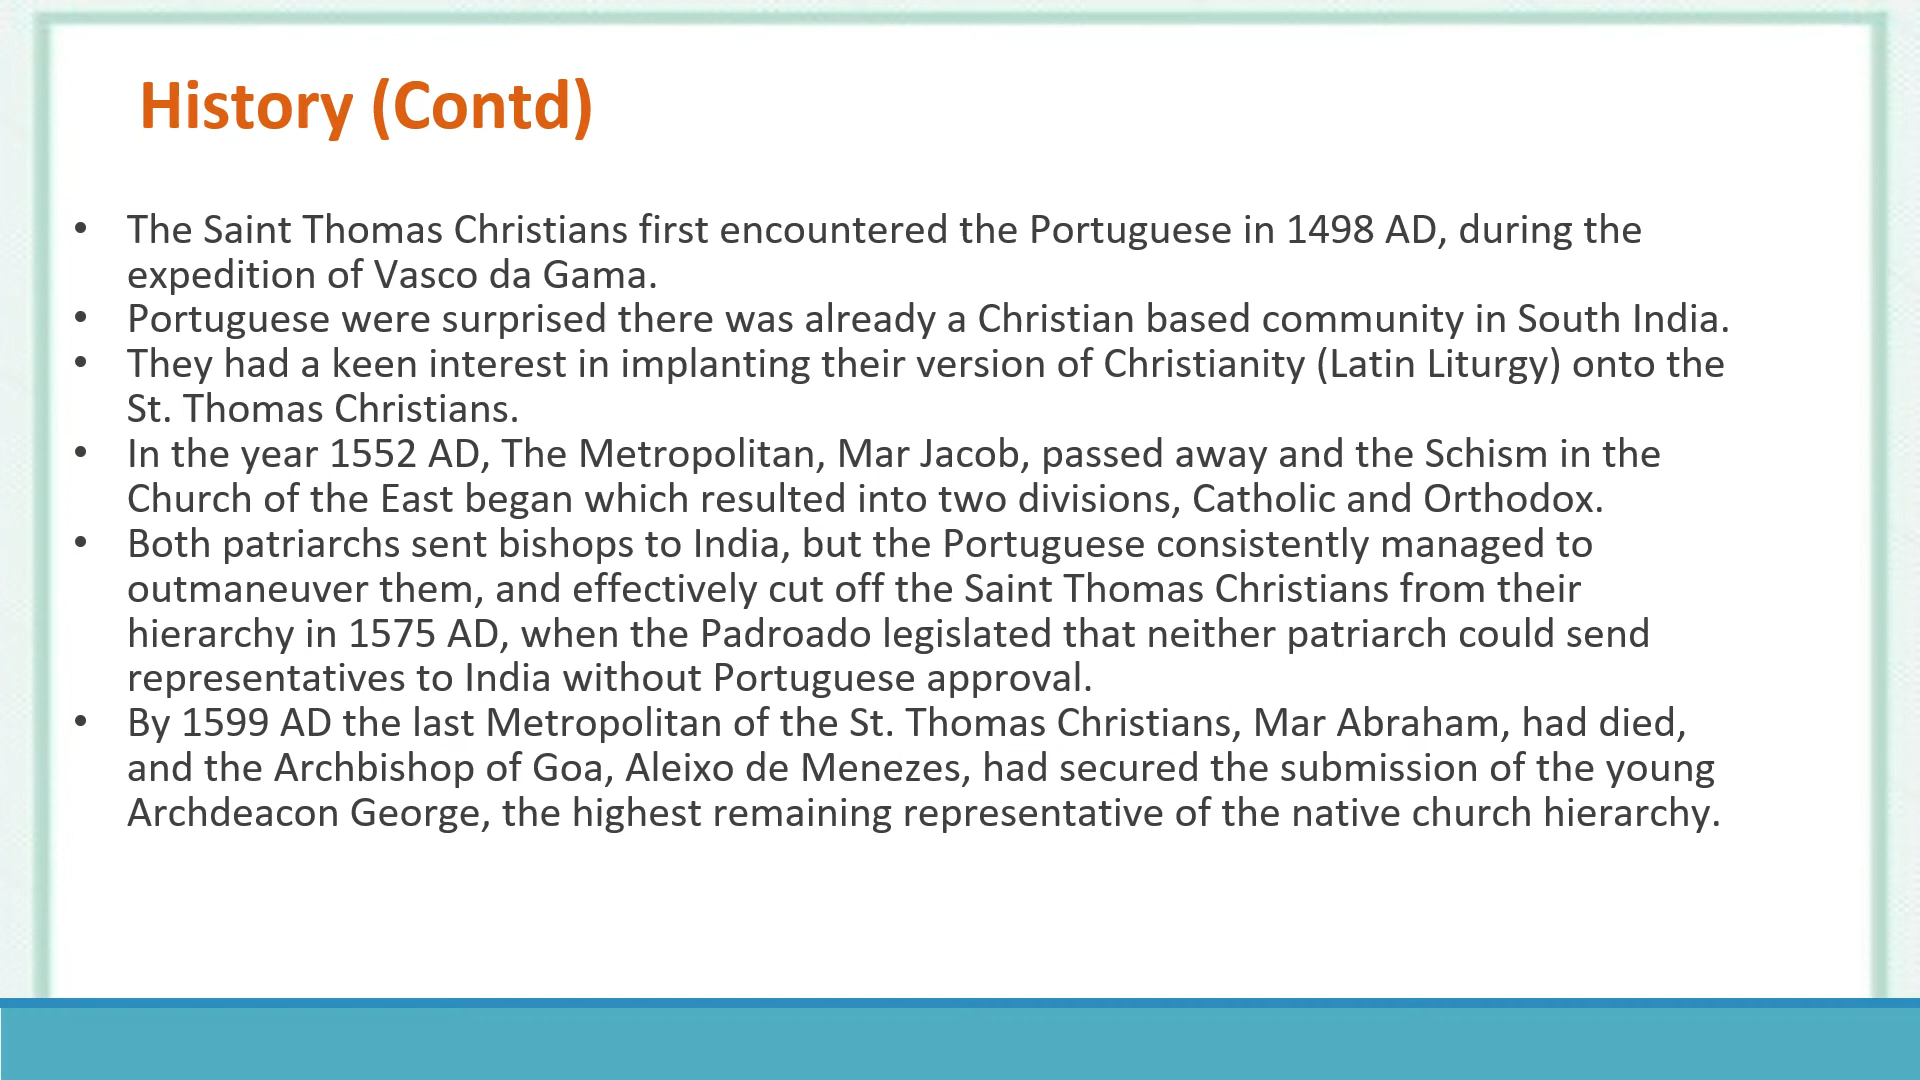 History (Contd)
• The Saint Thomas Christians first encountered the Portuguese in 1498 AD, during the
expedition of Vasco da Gama.
• Portuguese were surprised there was already a Christian based community in South India.
• They had a keen interest in implanting their version of Christianity (Latin Liturgy) onto the
St. Thomas Christians.
• In the year 1552 AD, The Metropolitan, Mar Jacob, passed away and the Schism in the
Church of the East began which resulted into two divisions, Catholic and Orthodox.
• Both patriarchs sent bishops to India, but the Portuguese consistently managed to
outmaneuver them, and effectively cut off the Saint Thomas Christians from their
hierarchy in 1575 AD, when the Padroado legislated that neither patriarch could send
representatives to India without Portuguese approval.
• By 1599 AD the last Metropolitan of the St. Thomas Christians, Mar Abraham, had died,
and the Archbishop of Goa, Aleixo de Menezes, had secured the submission of the young
Archdeacon George, the highest remaining representative of the native church hierarchy.